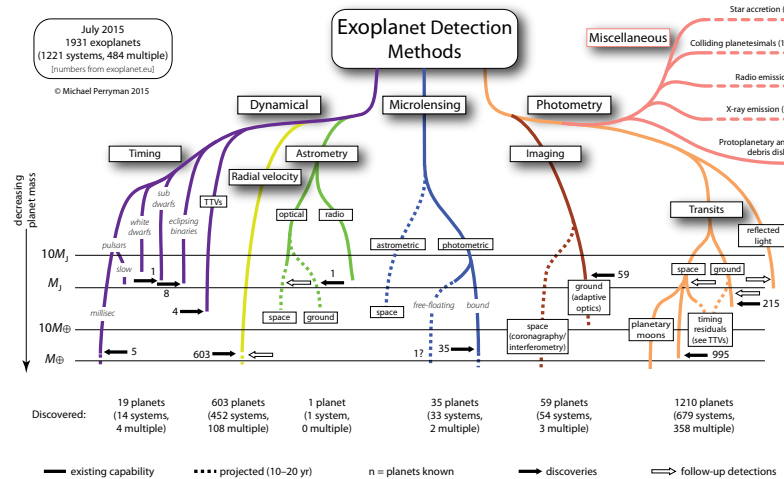 July 2015
1931 exoplanets
(1221 systems, 484 multiple)
[numbers from exoplanet.eu]
© Michael Perryman 2015
Exoplanet Detection
Methods
Miscellaneous
Star accretion (
Colliding planetesimals (1
Radio emissio
X-ray emission (
Protoplanetary an
debris disk
Dynamical
Microlensing
Photometry
Timing
Astrometry
Imaging
Radial velocity
TTVs
Transits
decreasing
planet mass
pulsars
slow
millisec
white
dwarfs
sub
dwarfs
eclipsing
binaries
optical
radio
astrometric
photometric
reflected
light
10MJ
MJ
10M⊕
M⊕
1
8
4
5
603
1
space
ground
space
free-floating
bound
1?
35
59
ground
(adaptive
optics)
space
(coronagraphy/
interferometry)
space
ground
215
planetary
moons
timing
residuals
(see TTVs)
995
Discovered:
19 planets
(14 systems,
4 multiple)
603 planets
(452 systems,
108 multiple)
1 planet
(1 system,
0 multiple)
35 planets
(33 systems,
2 multiple)
59 planets
(54 systems,
3 multiple)
1210 planets
(679 systems,
358 multiple)
existing capability
projected (10–20 yr)
n = planets known
discoveries
follow-up detections